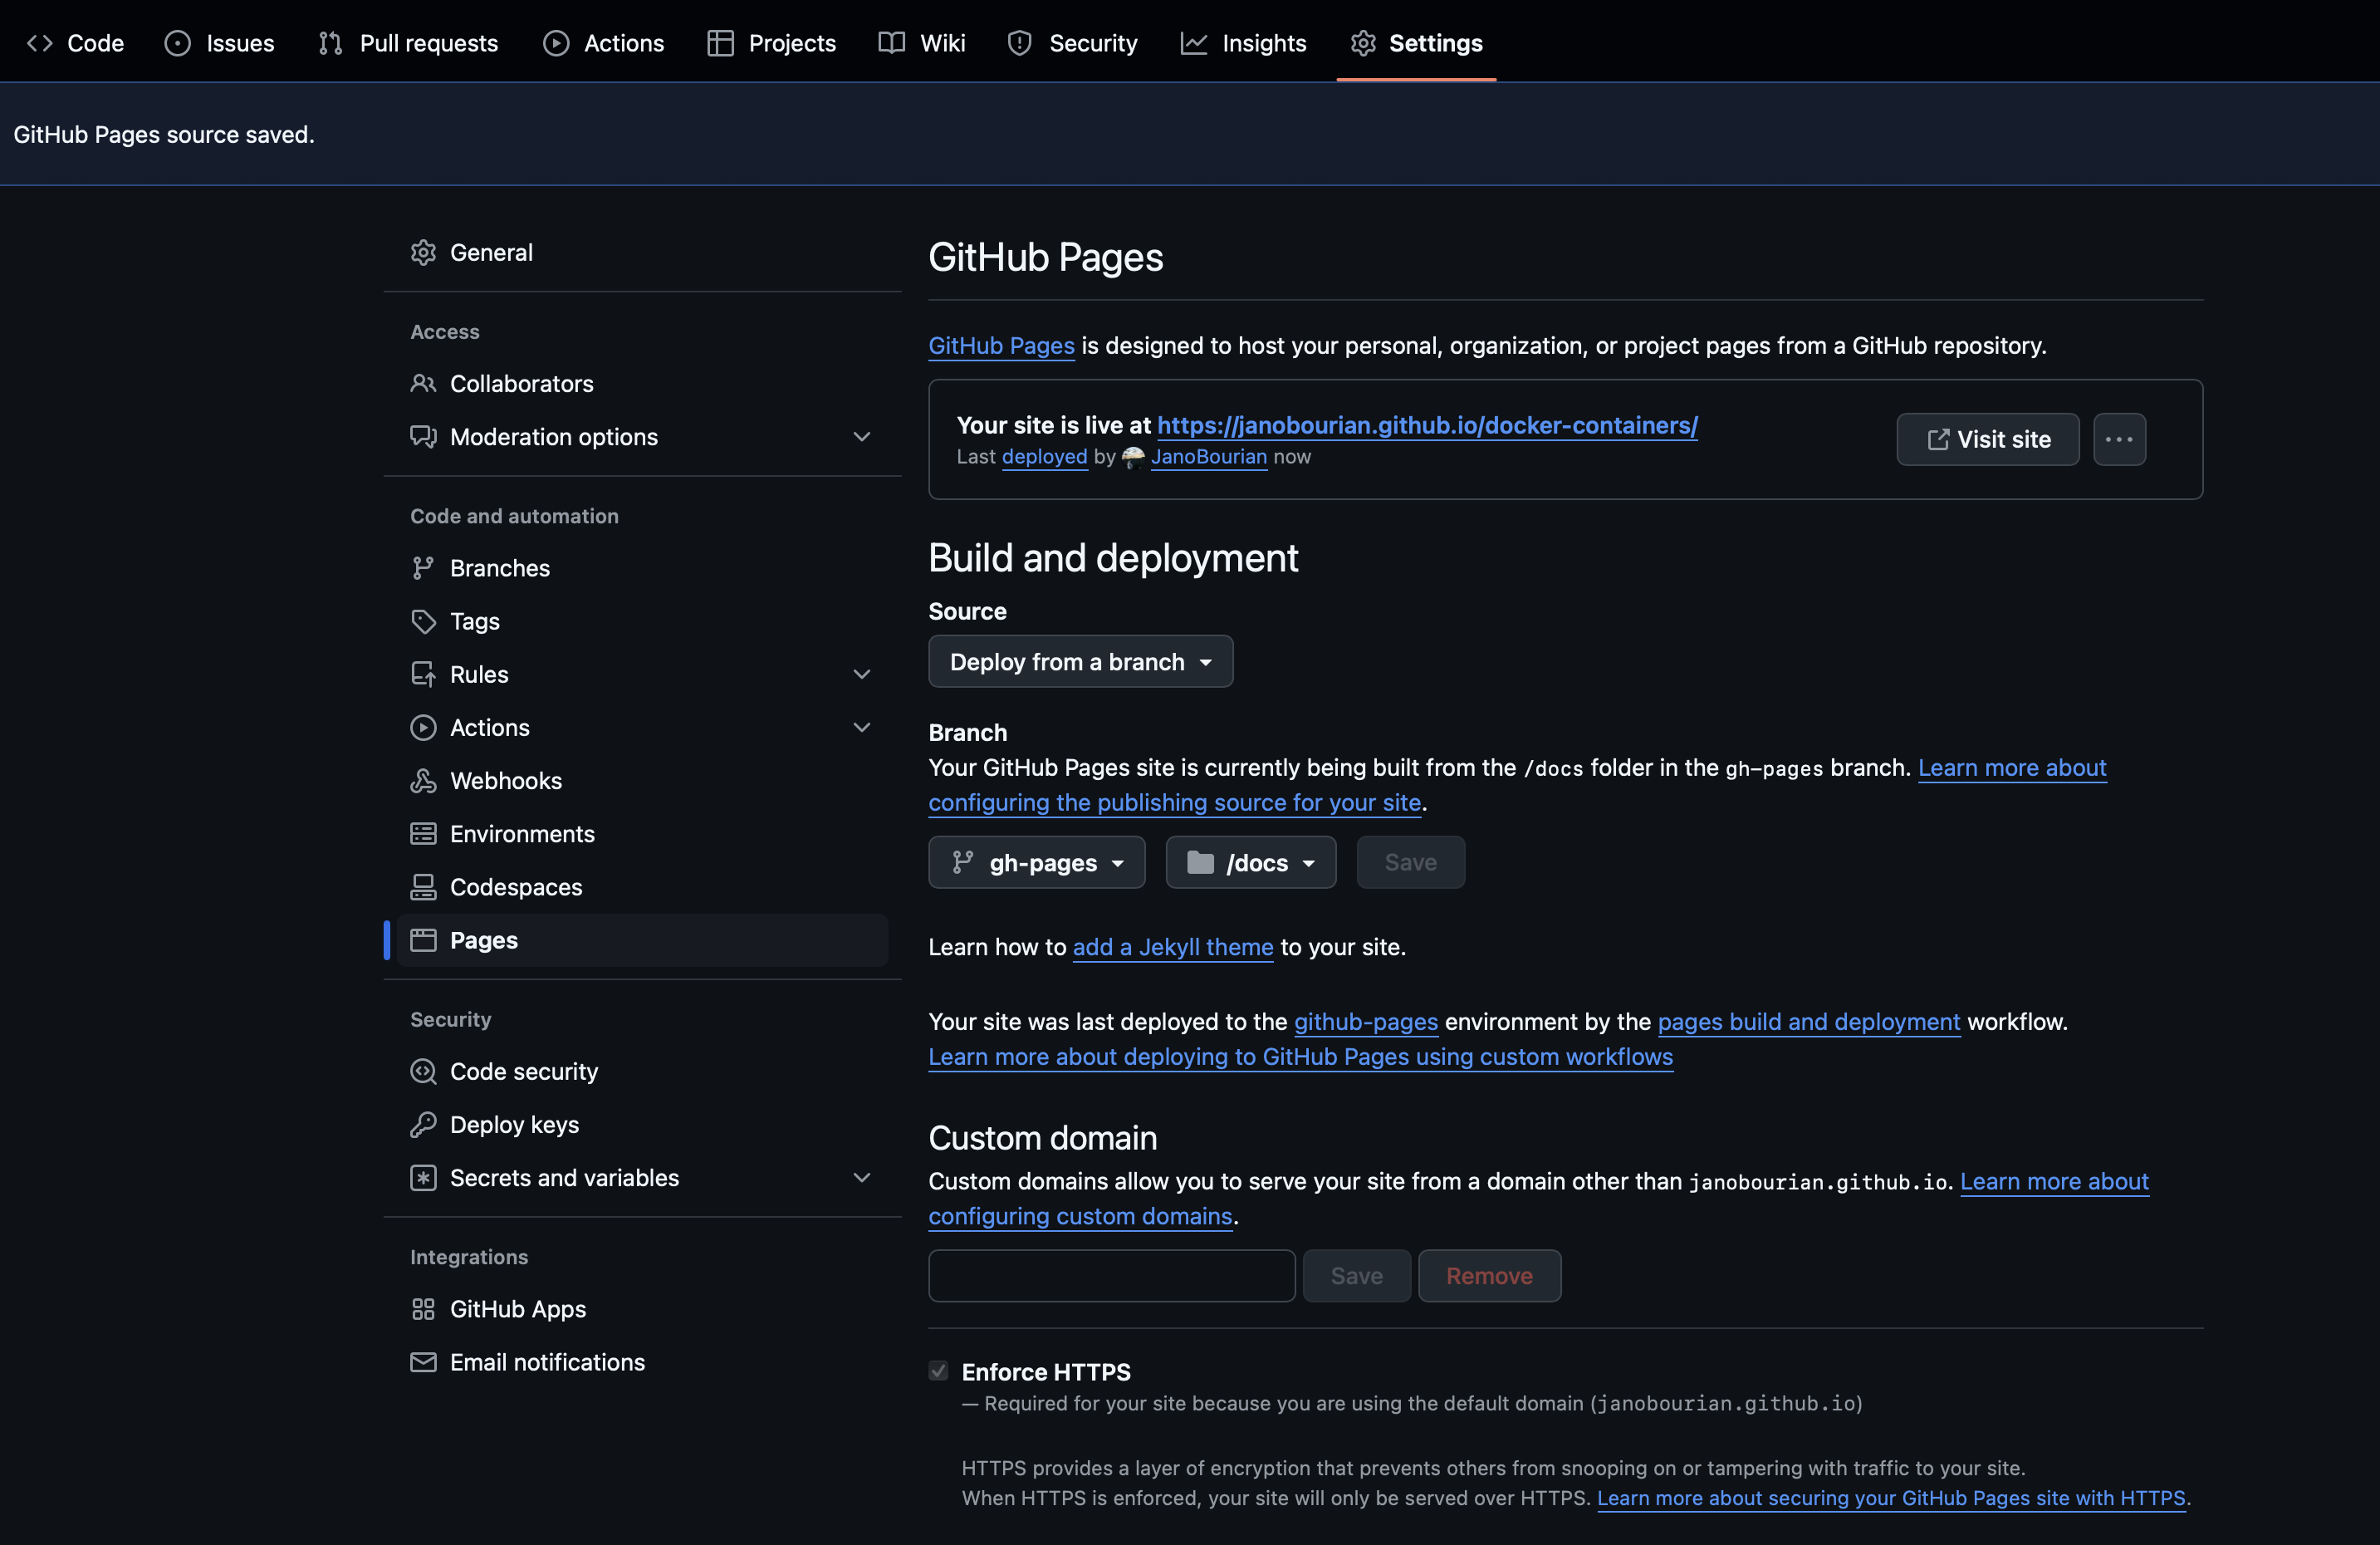 Code Issues Pull requests Actions Projects Wiki Security Insights Settings
GitHub Pages source saved.
General
Access
Collaborators
Moderation options
Code and automation
Branches
Tags
Rules
Actions
Webhooks
Environments
Codespaces
Pages
Security
Code security
Deploy keys
Secrets and variables
Integrations
GitHub Apps
Email notifications
GitHub Pages
GitHub Pages is designed to host your personal, organization, or project pages from a GitHub repository.
Your site is live at https://janobourian.github.io/docker-containers/
Last deployed by JanoBourian now
Visit site
Build and deployment
Source
Deploy from a branch
Branch
Your GitHub Pages site is currently being built from the /docs folder in the gh-pages branch. Learn more about
configuring the publishing source for your site.
gh-pages /docs Save
Learn how to add a Jekyll theme to your site.
Your site was last deployed to the github-pages environment by the pages build and deployment workflow.
Learn more about deploying to GitHub Pages using custom workflows
Custom domain
Custom domains allow you to serve your site from a domain other than janobourian.github.io. Learn more about
configuring custom domains.
Save Remove
Enforce HTTPS
— Required for your site because you are using the default domain (janobourian.github.io)
HTTPS provides a layer of encryption that prevents others from snooping on or tampering with traffic to your site.
When HTTPS is enforced, your site will only be served over HTTPS. Learn more about securing your GitHub Pages site with HTTPS.